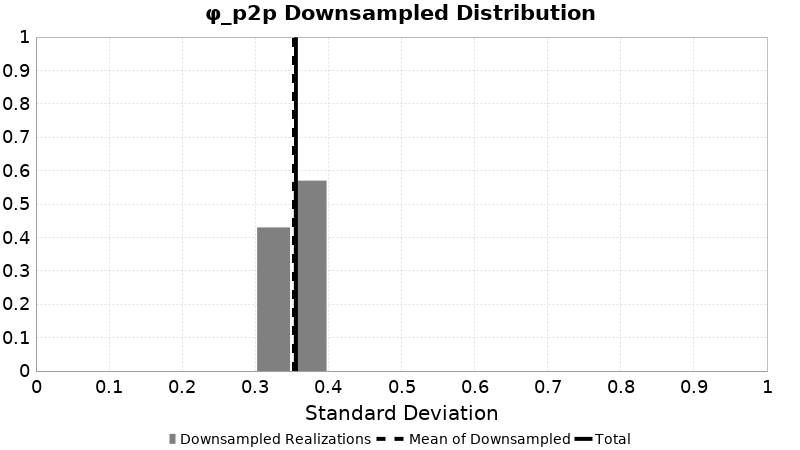 φ_p2p Downsampled Distribution
1
0.9
0.8
0.7
0.6
0.5
0.4
0.3
0.2
0.1
0
0 0.1 0.2 0.3 0.4 0.5 0.6 0.7 0.8 0.9 1
Standard Deviation
Downsampled Realizations Mean of Downsampled Total